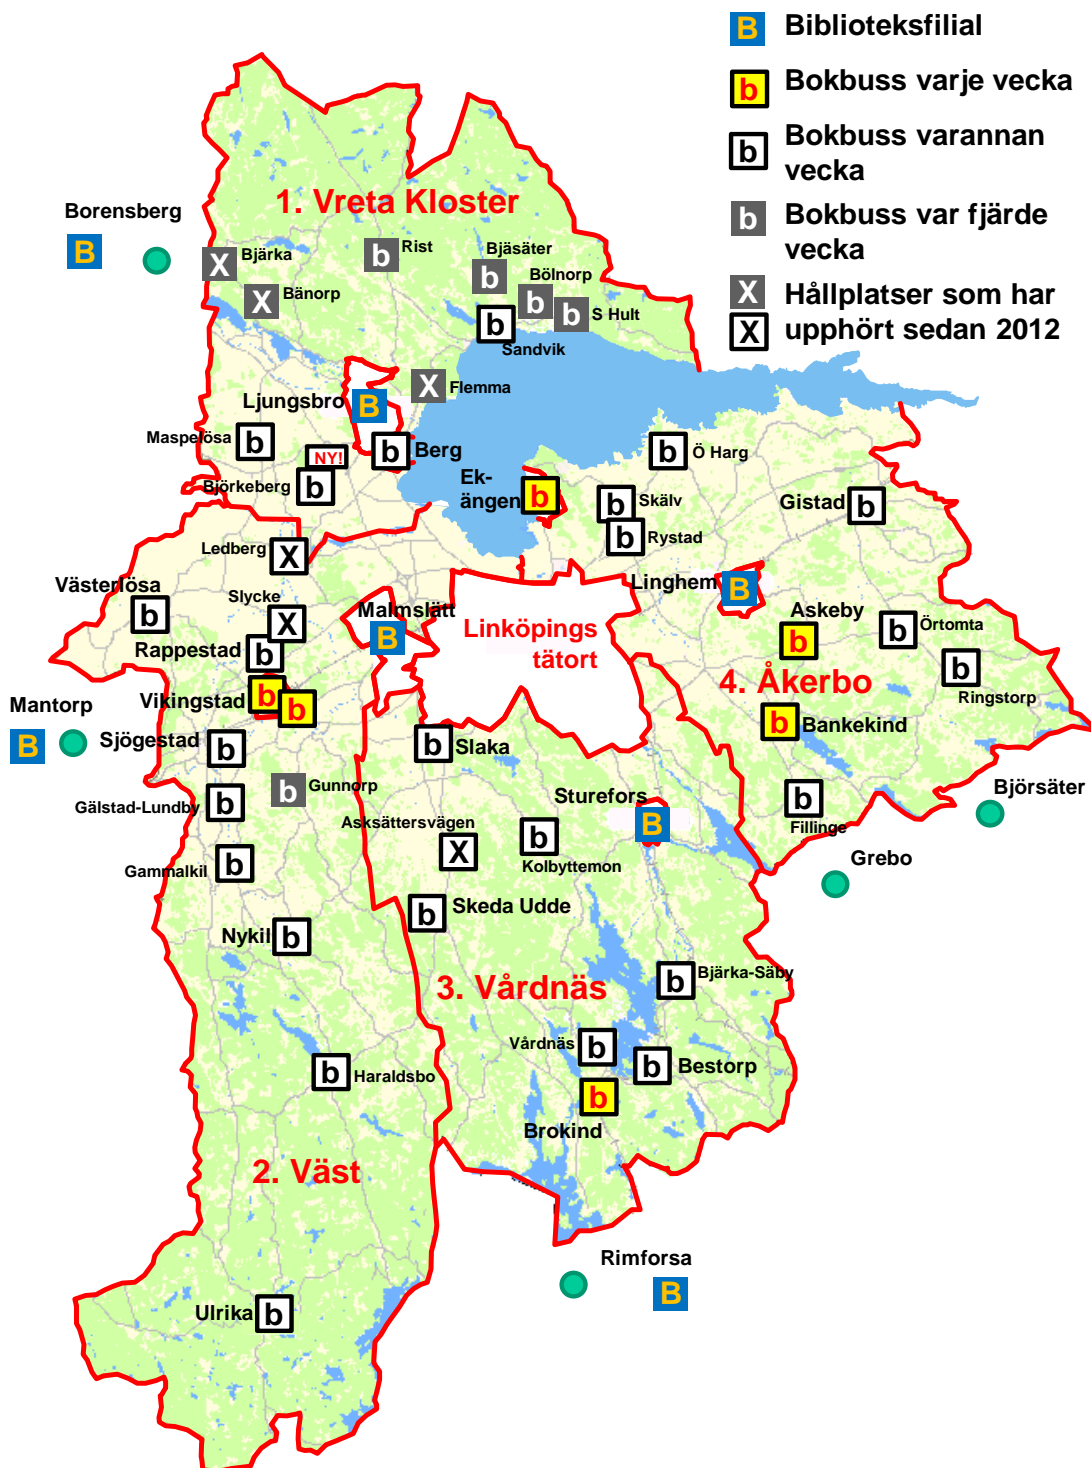 B Biblioteksfilial
b Bokbuss varje vecka
b Bokbuss varannan
vecka
b Bokbuss var fjärde
vecka
X Hållplatser som har
X upphört sedan 2012
1. Vreta Kloster
Borensberg
B
X Bjärka
b Rist
Bjäsäter
b
X Bänorp
Bölnorp
b
b S Hult
b
Sandvik
X Flemma
Ljungsbro B
Maspelösa b
b Berg
NY!
Björkeberg b
b Ö Harg
Ek-
ängen b
b Skälv
Gistad b
b Rystad
Ledberg X
Västerlösa
b
Slycke
X
Malmslätt
B
Linköpings
tätort
Linghem B
Askeby
b
b Örtomta
Rappestad b
b
Ringstorp
4. Åkerbo
Vikingstad b
b
b Bankekind
Mantorp
B
Sjögestad b
b Slaka
b Gunnorp
Gälstad-Lundby b
Sturefors
B
b
Fillinge
Björsäter
Asksättersvägen
X
b
Kolbyttemon
Grebo
Gammalkil b
b Skeda Udde
Nykil b
3. Vårdnäs
b Bjärka-Säby
Vårdnäs b
b Bestorp
b Haraldsbo
b
Brokind
2. Väst
Rimforsa
B
Ulrika b